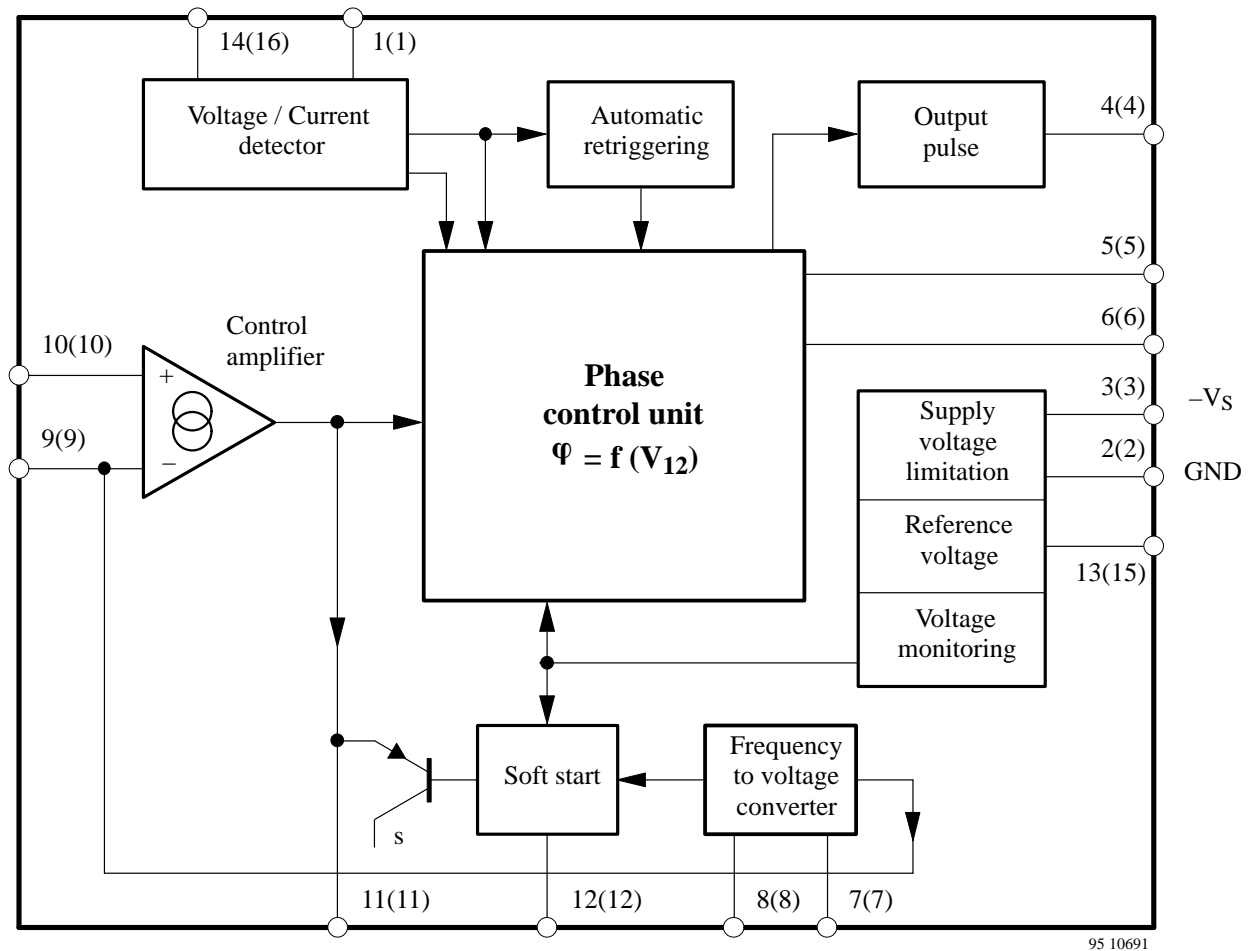 14(16)
1(1)
Voltage / Current
detector
Automatic
retriggering
Output
pulse
4(4)
5(5)
6(6)
Control
amplifier
10(10)
+
9(9)
−
Phase
control unit
φ = f (V12)
3(3)
–VS
Supply
voltage
limitation
2(2)
GND
Reference
voltage
13(15)
Voltage
monitoring
Soft start
Frequency
to voltage
converter
s
11(11)
12(12)
8(8)
7(7)
95 10691